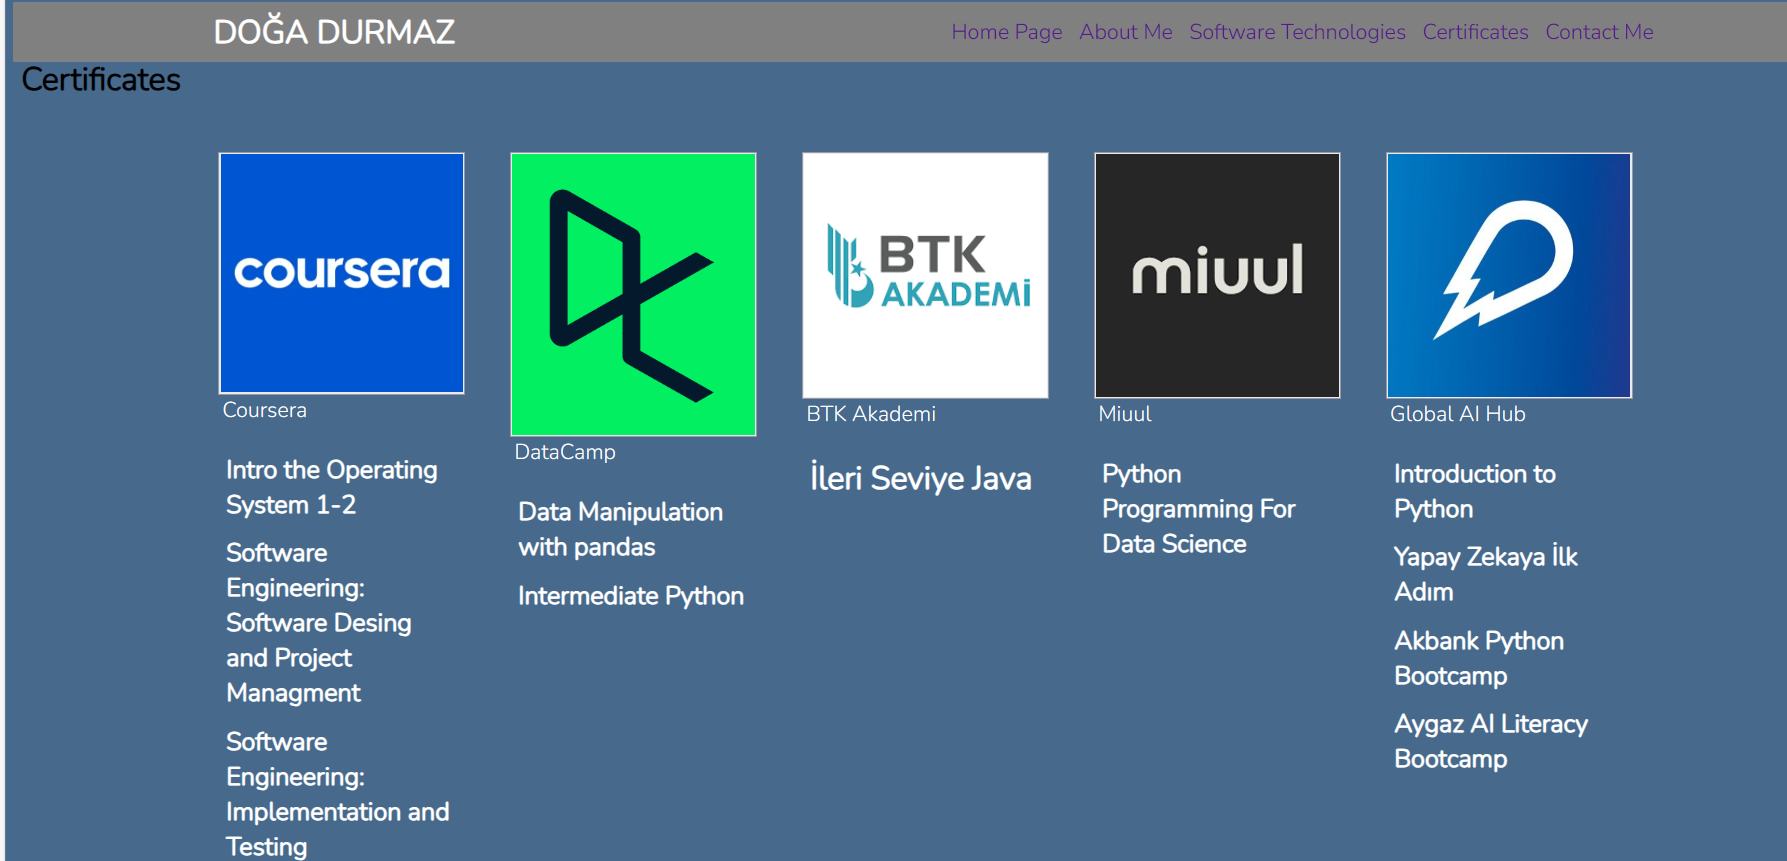 DOĞA DURMAZ
Home Page About Me Software Technologies Certificates Contact Me
Certificates
coursera
Coursera
Intro the Operating
System 1-2
Software
Engineering:
Software Desing
and Project
Managment
Software
Engineering:
Implementation and
Testing
DataCamp
Data Manipulation
with pandas
Intermediate Python
BTK
AKADEMİ
BTK Akademi
İleri Seviye Java
miuul
Miuul
Python
Programming For
Data Science
Global AI Hub
Introduction to
Python
Yapay Zekaya İlk
Adım
Akbank Python
Bootcamp
Aygaz AI Literacy
Bootcamp